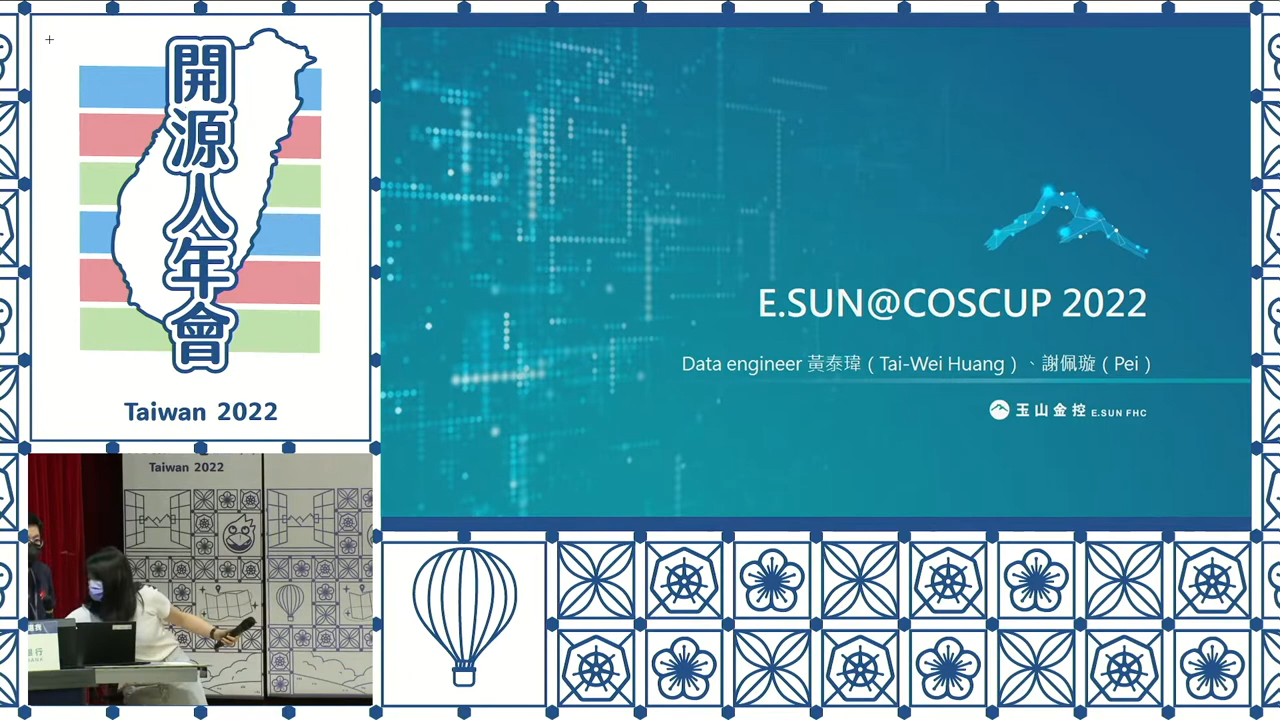 開源人年會
Taiwan 2022
E.SUN@COSCUP 2022
Data engineer 黃泰瑋 ( Tai-Wei Huang ) 、謝佩璇 ( Pei )
玉山金控 E.SUN FHC
Taiwan 2022